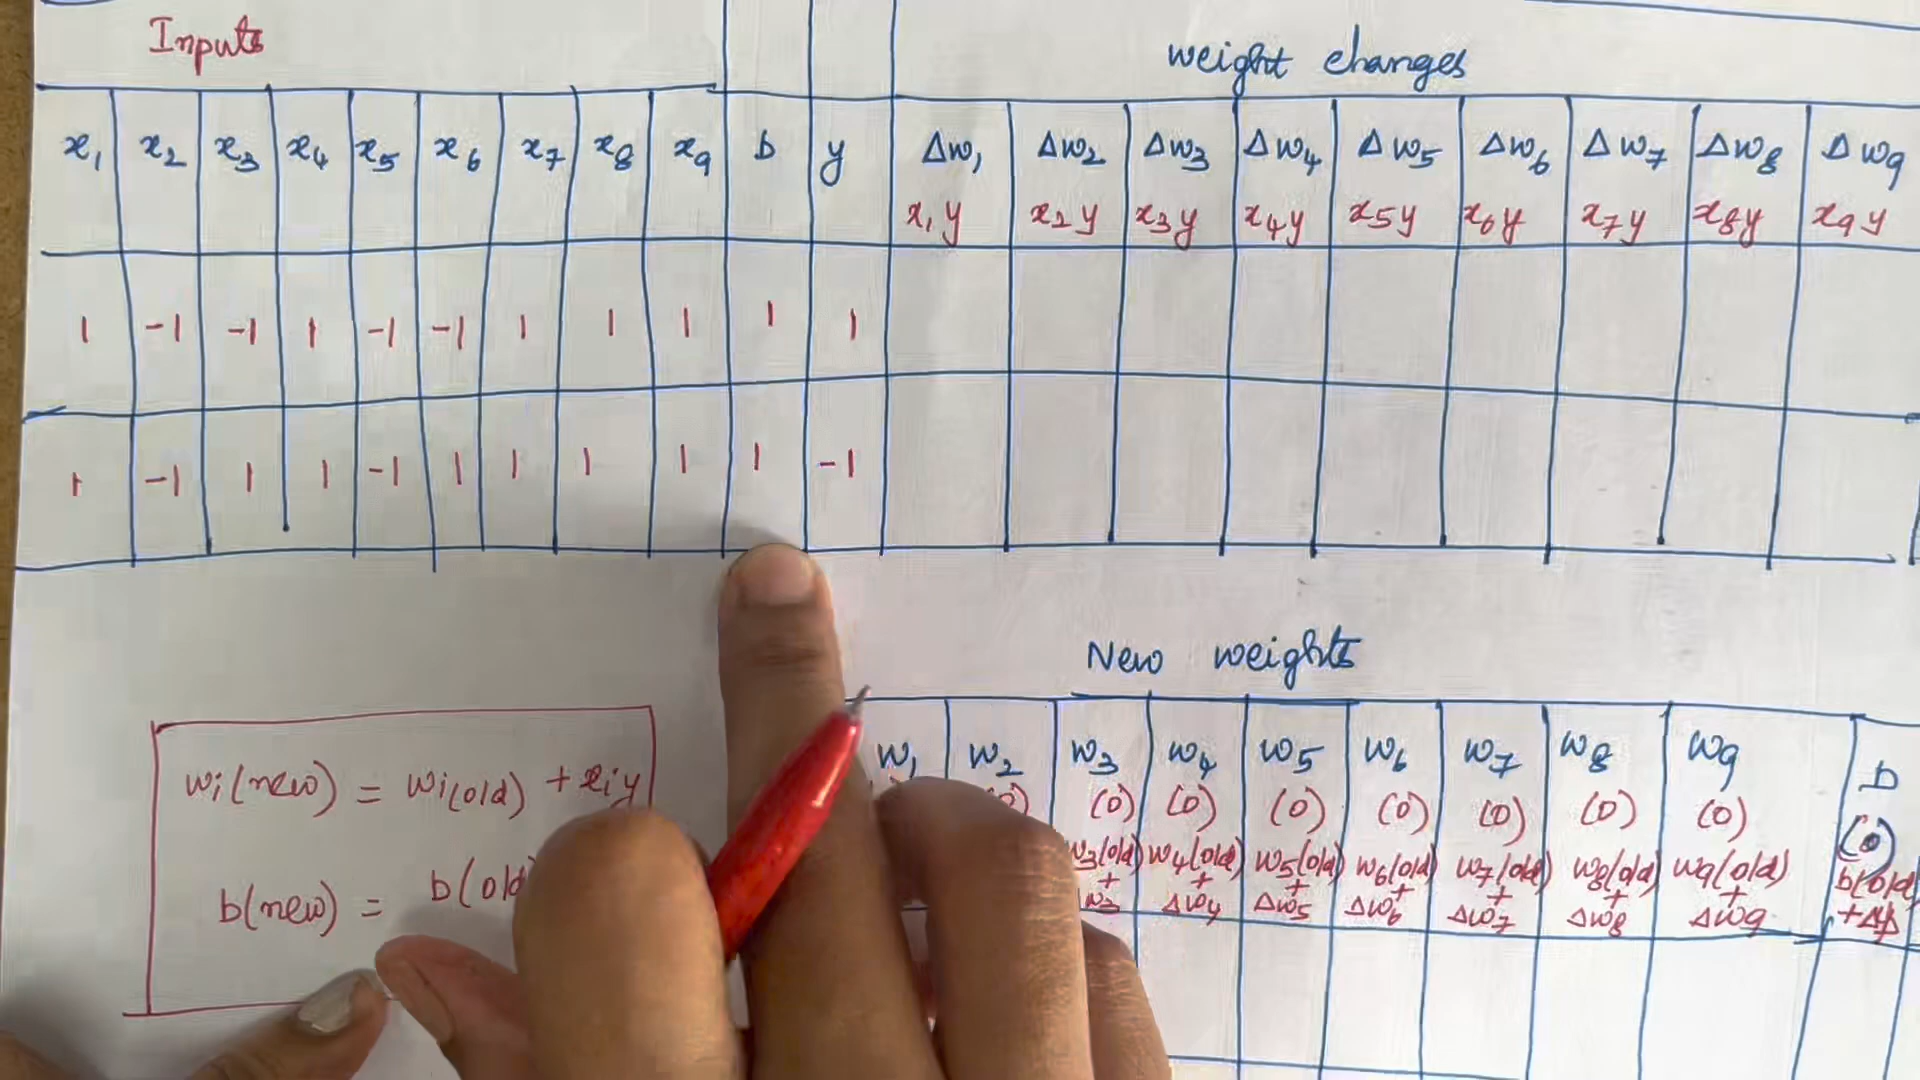 Inputs
weight changes
x1 x2 x3 x4 x5 x6 x7 x8 x9 b y Δw1 Δw2 Δw3 Δw4 Δw5 Δw6 Δw7 Δw8 Δw9
x1y x2y x3y x4y x5y x6y x7y x8y x9y
1 -1 -1 1 -1 -1 1 1 1 1 1
1 -1 1 1 -1 1 1 1 1 1 -1
New weights
wi(new) = wi(old) + xiy
b(new) = b(old
w1 w2 w3 w4 w5 w6 w7 w8 w9 b
(0) (0) (0) (0) (0) (0) (0) (0)
w3(old) w4(old) w5(old) w6(old) w7(old) w8(old) w9(old) b(old
+ + + + + + +
w3 Δw4 Δw5 Δw6 Δw7 Δw8 Δw9